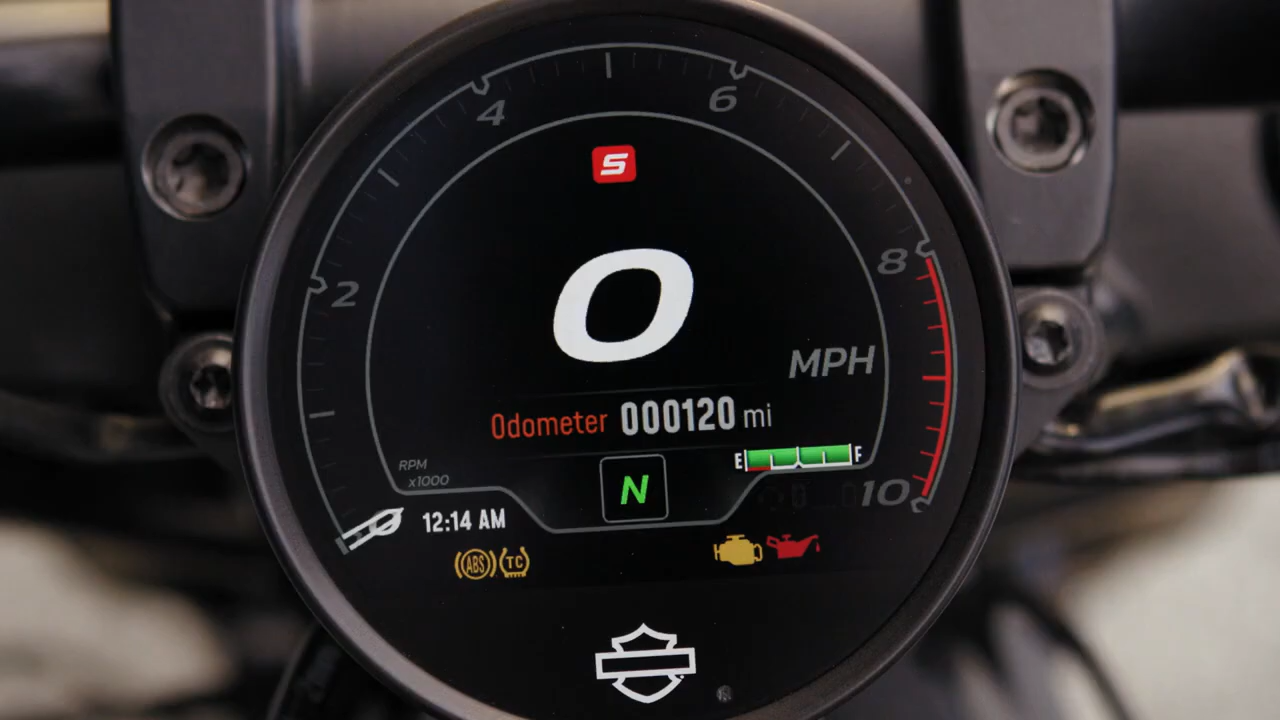 4 6
S
2 8
0
MPH
Odometer 000120 mi
E F
RPM
x1000
N
10
12:14 AM
ABS TC